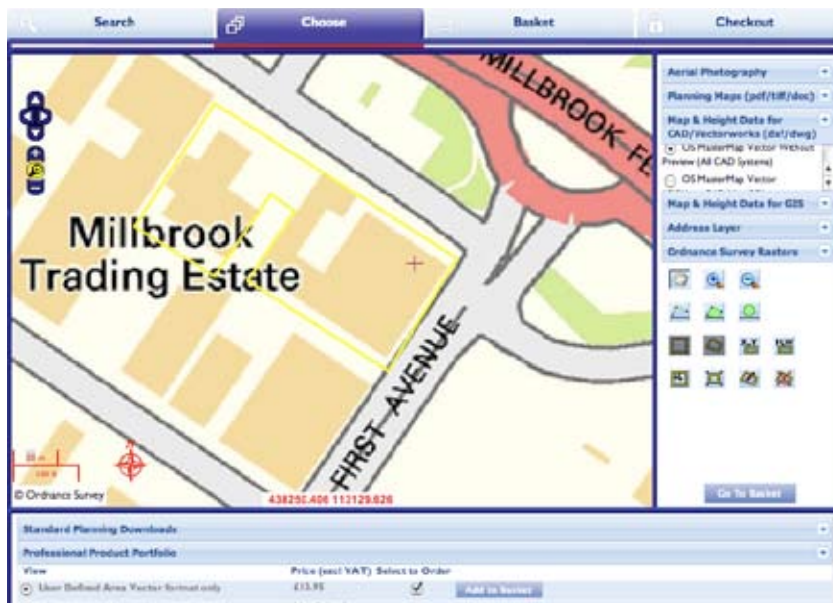 Search
Choose
Basket
Checkout
MILLBROOK
Millbrook
Trading Estate
FIRST AVENUE
© Ordnance Survey
438250.406 113129.626
Aerial Photography
Planning Maps (pdf/tiff/doc)
Map & Height Data for
CAD/Vectorworks (dxf/dwg)
OS MasterMap Vector Without
Preview (All CAD Systems)
OS MasterMap Vector
Map & Height Data for GIS
Address Layer
Ordnance Survey Rasters
X,Y
Go To Basket
Standard Planning Downloads
Professional Product Portfolio
View
Price (excl VAT) Select to Order
User Defined Area Vector format only
£13.95
Add to Basket